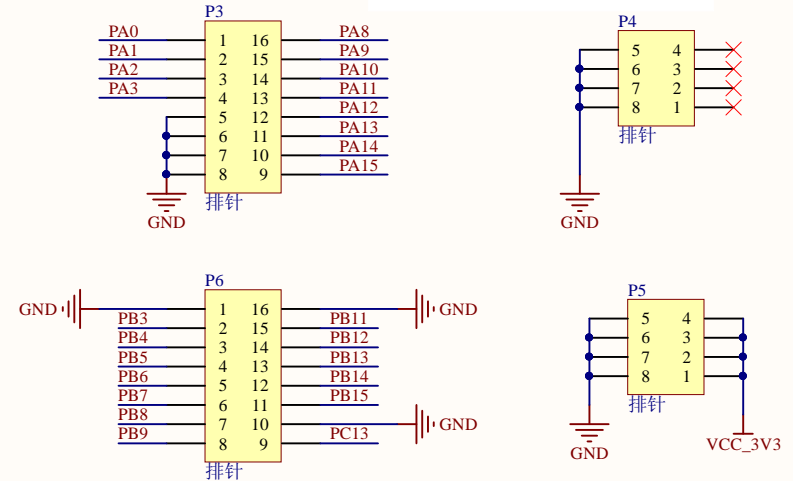 P3
PA0 1 16 PA8
PA1 2 15 PA9
PA2 3 14 PA10
PA3 4 13 PA11
5 12 PA12
6 11 PA13
7 10 PA14
8 9 PA15
排针
GND
P4
5 4
6 3
7 2
8 1
排针
GND
P6
GND 1 16 GND
PB3 2 15 PB11
PB4 3 14 PB12
PB5 4 13 PB13
PB6 5 12 PB14
PB7 6 11 PB15
PB8 7 10 GND
PB9 8 9 PC13
排针
P5
5 4
6 3
7 2
8 1
排针
GND
VCC_3V3